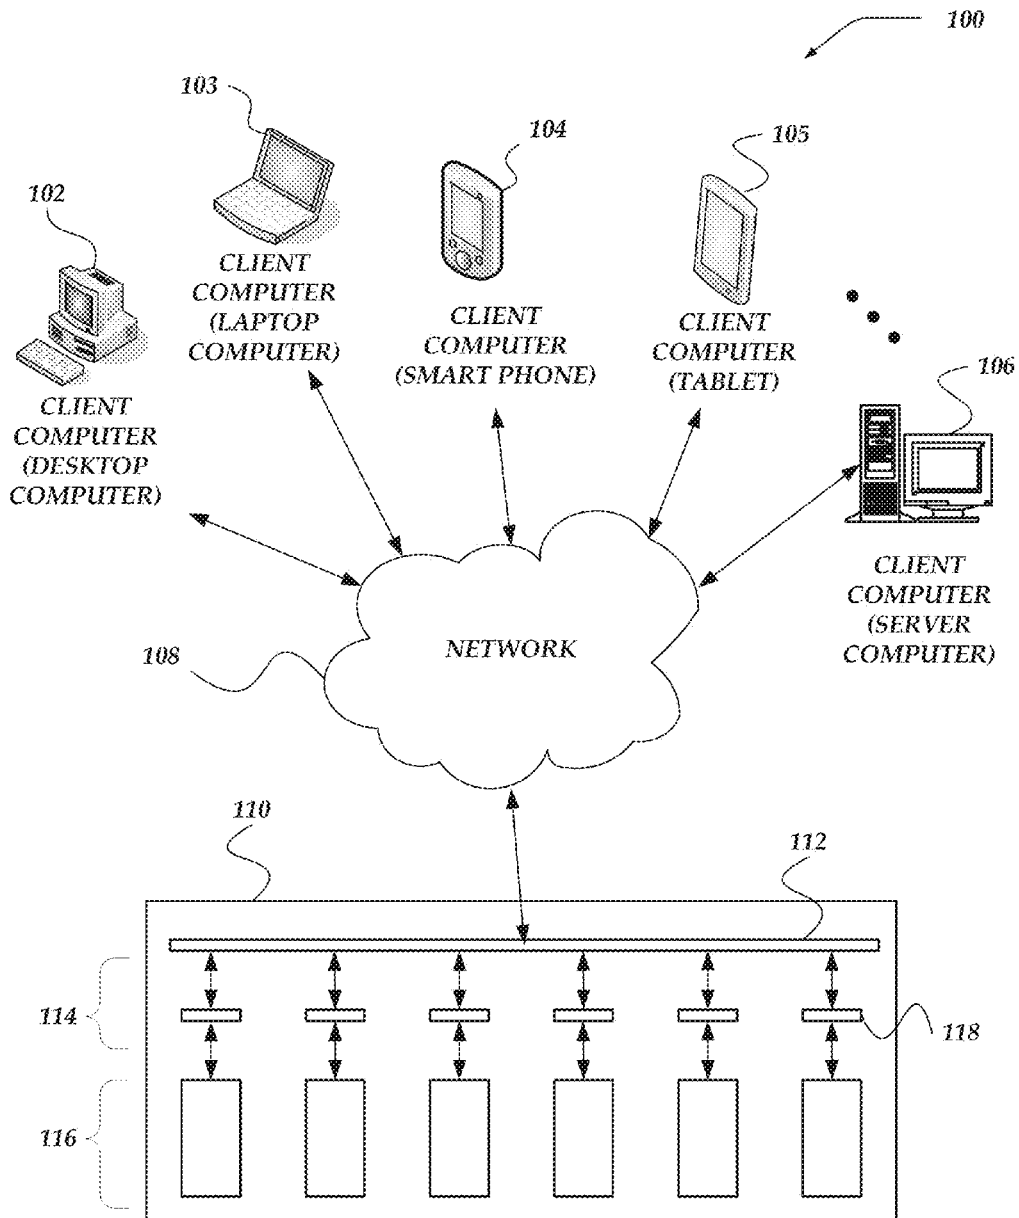 100
103
104
105
102
CLIENT
COMPUTER
(LAPTOP
COMPUTER)
CLIENT
COMPUTER
(SMART PHONE)
CLIENT
COMPUTER
(TABLET)
106
CLIENT
COMPUTER
(DESKTOP
COMPUTER)
CLIENT
COMPUTER
(SERVER
COMPUTER)
NETWORK
108
110
112
114
118
116